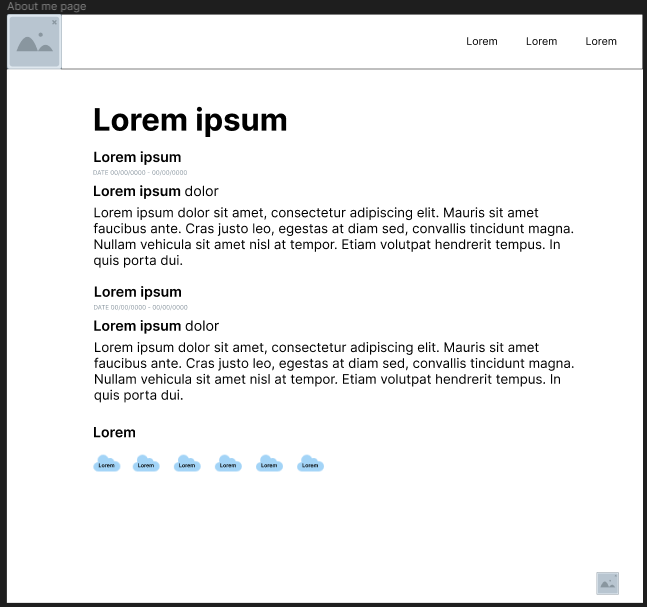 About me page
Lorem Lorem Lorem
Lorem ipsum
Lorem ipsum
DATE 00/00/0000 - 00/00/0000
Lorem ipsum dolor
Lorem ipsum dolor sit amet, consectetur adipiscing elit. Mauris sit amet
faucibus ante. Cras justo leo, egestas at diam sed, convallis tincidunt magna.
Nullam vehicula sit amet nisl at tempor. Etiam volutpat hendrerit tempus. In
quis porta dui.
Lorem ipsum
DATE 00/00/0000 - 00/00/0000
Lorem ipsum dolor
Lorem ipsum dolor sit amet, consectetur adipiscing elit. Mauris sit amet
faucibus ante. Cras justo leo, egestas at diam sed, convallis tincidunt magna.
Nullam vehicula sit amet nisl at tempor. Etiam volutpat hendrerit tempus. In
quis porta dui.
Lorem
Lorem Lorem Lorem Lorem Lorem Lorem